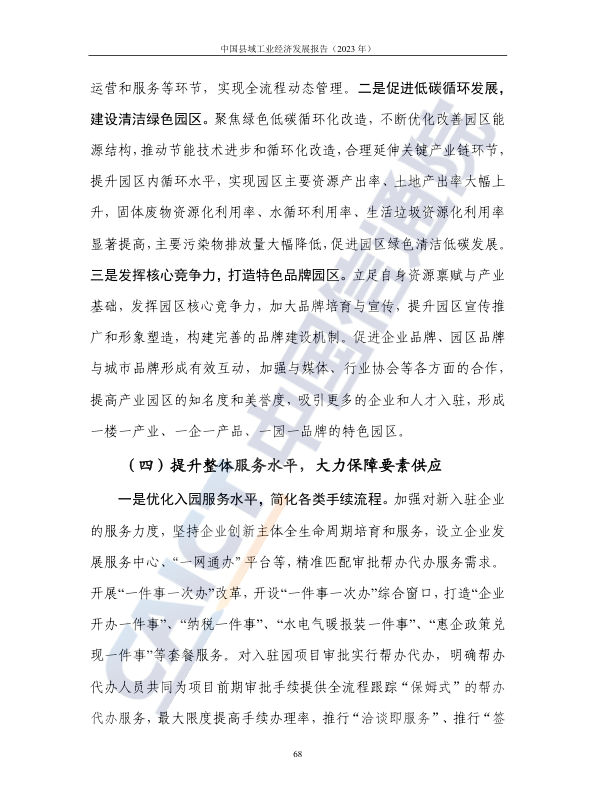 中国县域工业经济发展报告（2023 年）
运营和服务等环节，实现全流程动态管理。二是促进低碳循环发展，
建设清洁绿色园区。聚焦绿色低碳循环化改造，不断优化改善园区能
源结构，推动节能技术进步和循环化改造，合理延伸关键产业链环节，
提升园区内循环水平，实现园区主要资源产出率、土地产出率大幅上
升，固体废物资源化利用率、水循环利用率、生活垃圾资源化利用率
显著提高，主要污染物排放量大幅降低，促进园区绿色清洁低碳发展。
三是发挥核心竞争力，打造特色品牌园区。立足自身资源禀赋与产业
基础，发挥园区核心竞争力，加大品牌培育与宣传，提升园区宣传推
广和形象塑造，构建完善的品牌建设机制。促进企业品牌、园区品牌
与城市品牌形成有效互动，加强与媒体、行业协会等各方面的合作，
提高产业园区的知名度和美誉度，吸引更多的企业和人才入驻，形成
一楼一产业、一企一产品、一园一品牌的特色园区。
（四）提升整体服务水平，大力保障要素供应
一是优化入园服务水平，简化各类手续流程。加强对新入驻企业
的服务力度，坚持企业创新主体全生命周期培育和服务，设立企业发
展服务中心、“一网通办”平台等，精准匹配审批帮办代办服务需求。
开展“一件事一次办”改革，开设“一件事一次办”综合窗口，打造“企业
开办一件事”、“纳税一件事”、“水电气暖报装一件事”、“惠企政策兑
现一件事”等套餐服务。对入驻园项目审批实行帮办代办，明确帮办
代办人员共同为项目前期审批手续提供全流程跟踪“保姆式”的帮办
代办服务，最大限度提高手续办理率，推行“洽谈即服务”、推行“签
68
CAICT 中国信通院